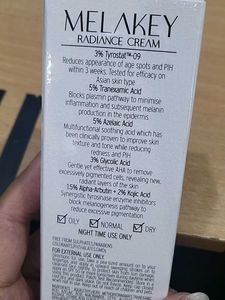 MELAKEY
RADIANCE CREAM
3% Tyrostat™-09
Reduces appearance of age spots and PIH
within 3 weeks. Tested for efficacy on
Asian skin type
5% Tranexamic Acid
Blocks plasmin pathway to minimise
inflammation and subsequent melanin
production in the epidermis
5% Azelaic Acid
Multifunctional soothing acid which has
been clinically proven to improve skin
texture and tone while reducing
redness and PIH
3% Glycolic Acid
Gentle yet effective AHA to remove
excessively pigmented cells, revealing new,
radiant layers of the skin
1.5% Alpha-Arbutin + 2% Kojic Acid
Synergistic tyrosinase enzyme inhibitors
block melanogenesis pathway to
reduce excessive pigmentation
OILY NORMAL DRY
NIGHT TIME USE ONLY
FOR EXTERNAL USE ONLY